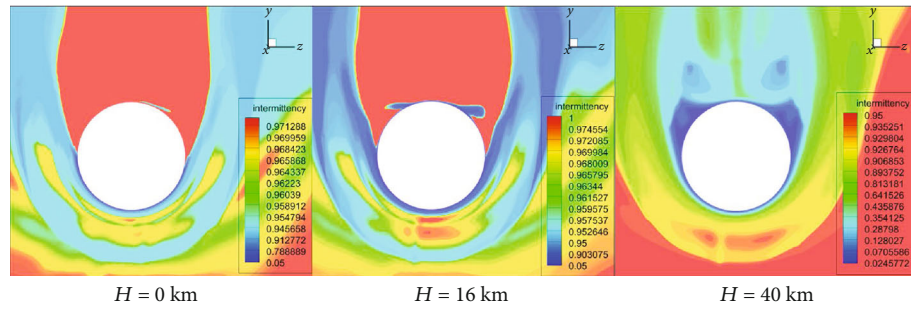 y
x
z
intermittency
0.971288
0.969959
0.968423
0.965868
0.964337
0.96223
0.96039
0.958912
0.954794
0.945658
0.912772
0.788889
0.05
y
x
z
intermittency
1
0.974554
0.972085
0.969984
0.968009
0.965795
0.96344
0.961527
0.959575
0.957537
0.952646
0.95
0.903075
0.05
y
x
z
intermittency
0.95
0.935251
0.929804
0.926764
0.906853
0.893752
0.813181
0.641526
0.435876
0.354125
0.28798
0.128027
0.0705586
0.0245772
H = 0 km
H = 16 km
H = 40 km